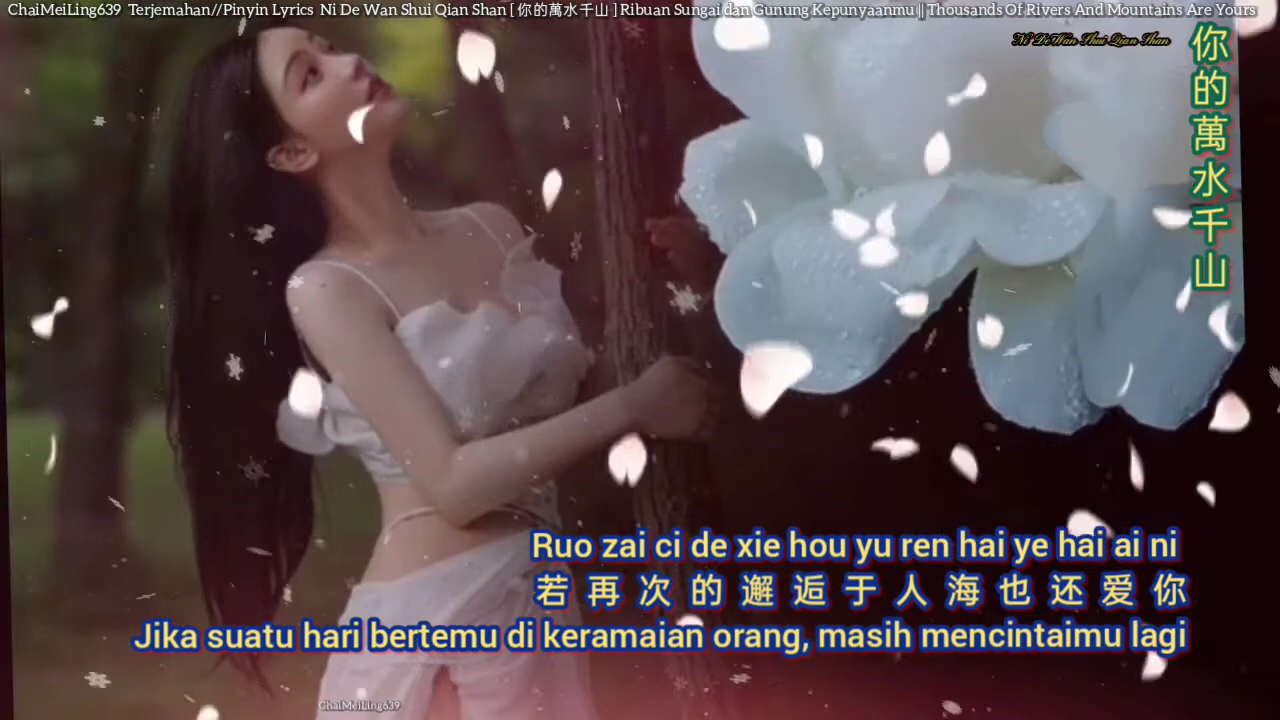 ChaiMeiLing639 Terjemahan//Pinyin Lyrics Ni De Wan Shui Qian Shan [ 你的萬水千山 ] Ribuan Sungai dan Gunung Kepunyaanmu || Thousands Of Rivers And Mountains Are Yours
Ni De Wan Shui Qian Shan
你的萬水千山
Ruo zai ci de xie hou yu ren hai ye hai ai ni
若再次的邂逅于人海也还爱你
Jika suatu hari bertemu di keramaian orang, masih mencintaimu lagi
ChaiMeiLing639